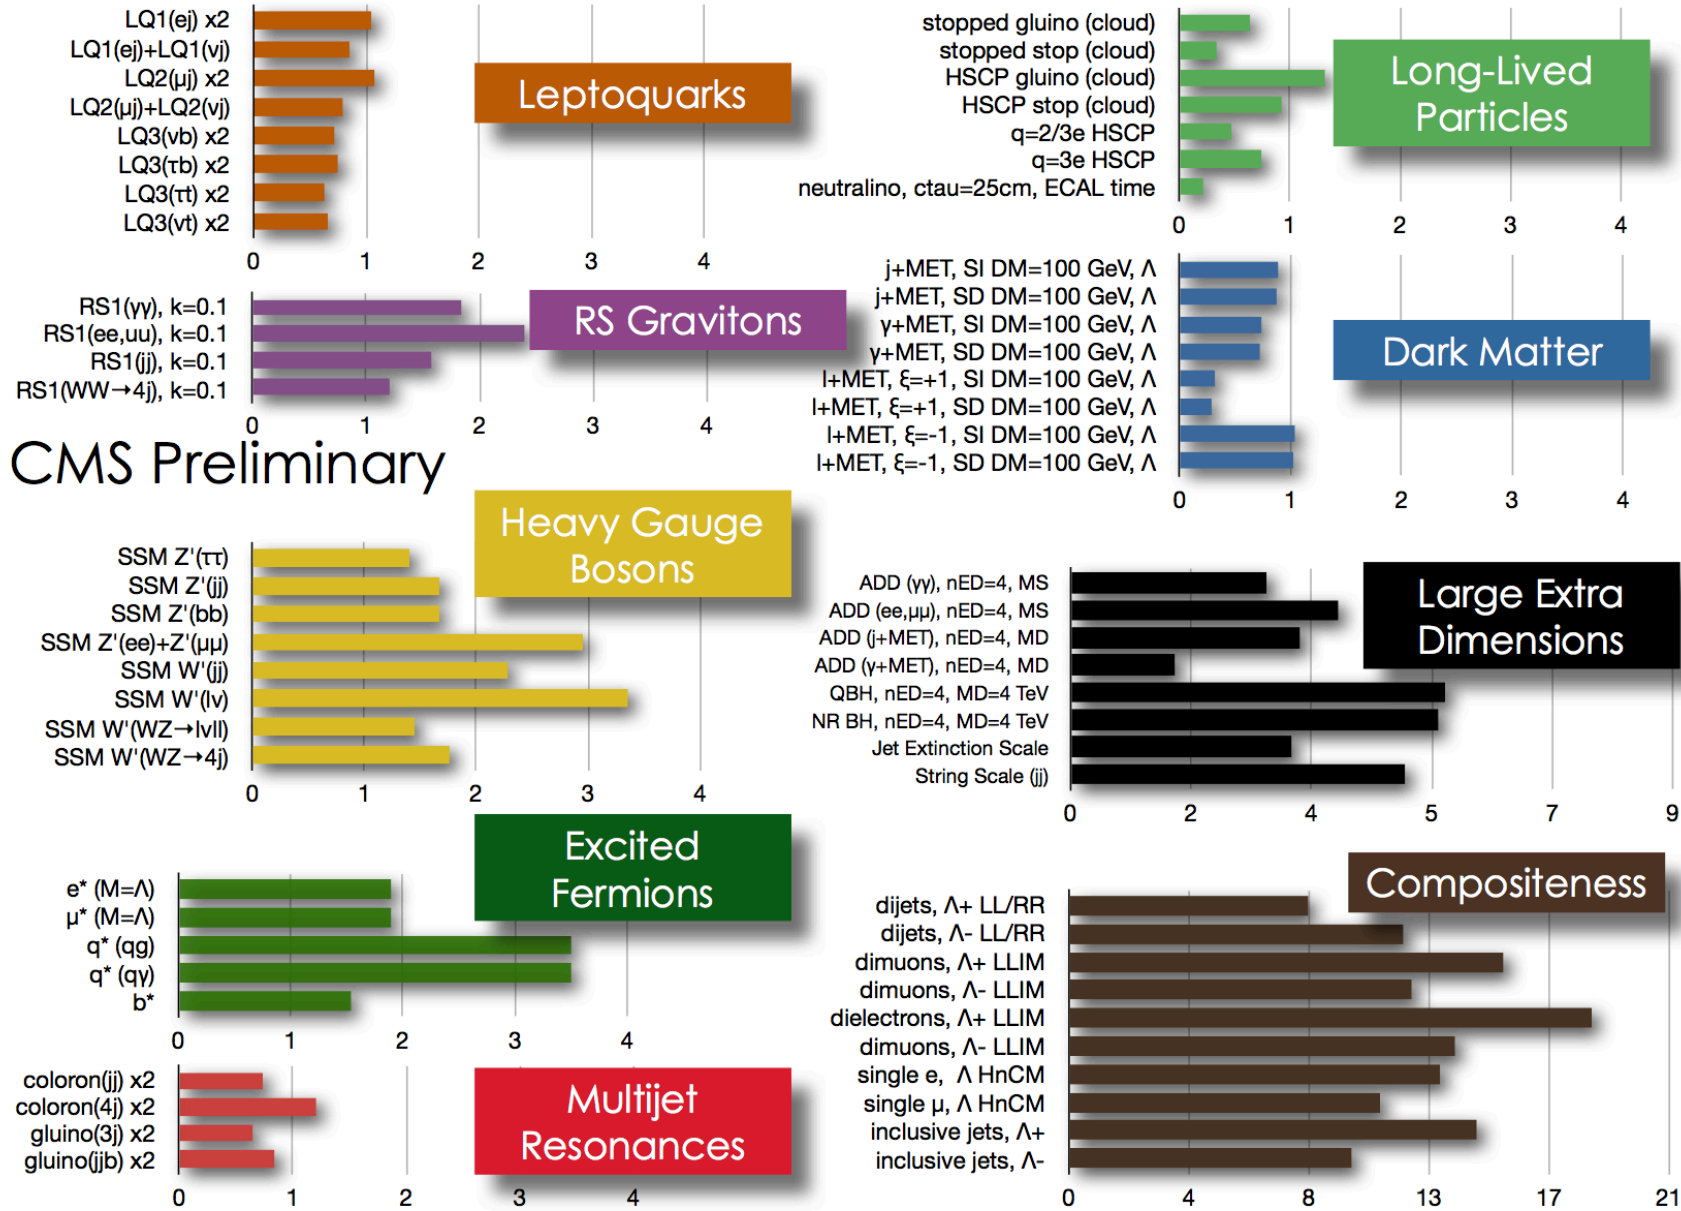 LQ1(ej) x2
LQ1(ej)+LQ1(νj)
LQ2(μj) x2
LQ2(μj)+LQ2(νj)
LQ3(νb) x2
LQ3(τb) x2
LQ3(τt) x2
LQ3(νt) x2
0 1 2 3 4
Leptoquarks
RS1(γγ), k=0.1
RS1(ee,uu), k=0.1
RS1(jj), k=0.1
RS1(WW→4j), k=0.1
0 1 2 3 4
RS Gravitons
CMS Preliminary
Heavy Gauge
Bosons
SSM Z'(ττ)
SSM Z'(jj)
SSM Z'(bb)
SSM Z'(ee)+Z'(μμ)
SSM W'(jj)
SSM W'(lν)
SSM W'(WZ→lνll)
SSM W'(WZ→4j)
0 1 2 3 4
Excited
Fermions
e* (M=Λ)
μ* (M=Λ)
q* (qg)
q* (qγ)
b*
0 1 2 3 4
coloron(jj) x2
coloron(4j) x2
gluino(3j) x2
gluino(jjb) x2
0 1 2 3 4
Multijet
Resonances
stopped gluino (cloud)
stopped stop (cloud)
HSCP gluino (cloud)
HSCP stop (cloud)
q=2/3e HSCP
q=3e HSCP
neutralino, ctau=25cm, ECAL time
0 1 2 3 4
Long-Lived
Particles
j+MET, SI DM=100 GeV, Λ
j+MET, SD DM=100 GeV, Λ
γ+MET, SI DM=100 GeV, Λ
γ+MET, SD DM=100 GeV, Λ
l+MET, ξ=+1, SI DM=100 GeV, Λ
l+MET, ξ=+1, SD DM=100 GeV, Λ
l+MET, ξ=-1, SI DM=100 GeV, Λ
l+MET, ξ=-1, SD DM=100 GeV, Λ
0 1 2 3 4
Dark Matter
ADD (γγ), nED=4, MS
ADD (ee,μμ), nED=4, MS
ADD (j+MET), nED=4, MD
ADD (γ+MET), nED=4, MD
QBH, nED=4, MD=4 TeV
NR BH, nED=4, MD=4 TeV
Jet Extinction Scale
String Scale (jj)
0 2 4 5 7 9
Large Extra
Dimensions
Compositeness
dijets, Λ+ LL/RR
dijets, Λ- LL/RR
dimuons, Λ+ LLIM
dimuons, Λ- LLIM
dielectrons, Λ+ LLIM
dimuons, Λ- LLIM
single e, Λ HnCM
single μ, Λ HnCM
inclusive jets, Λ+
inclusive jets, Λ-
0 4 8 13 17 21